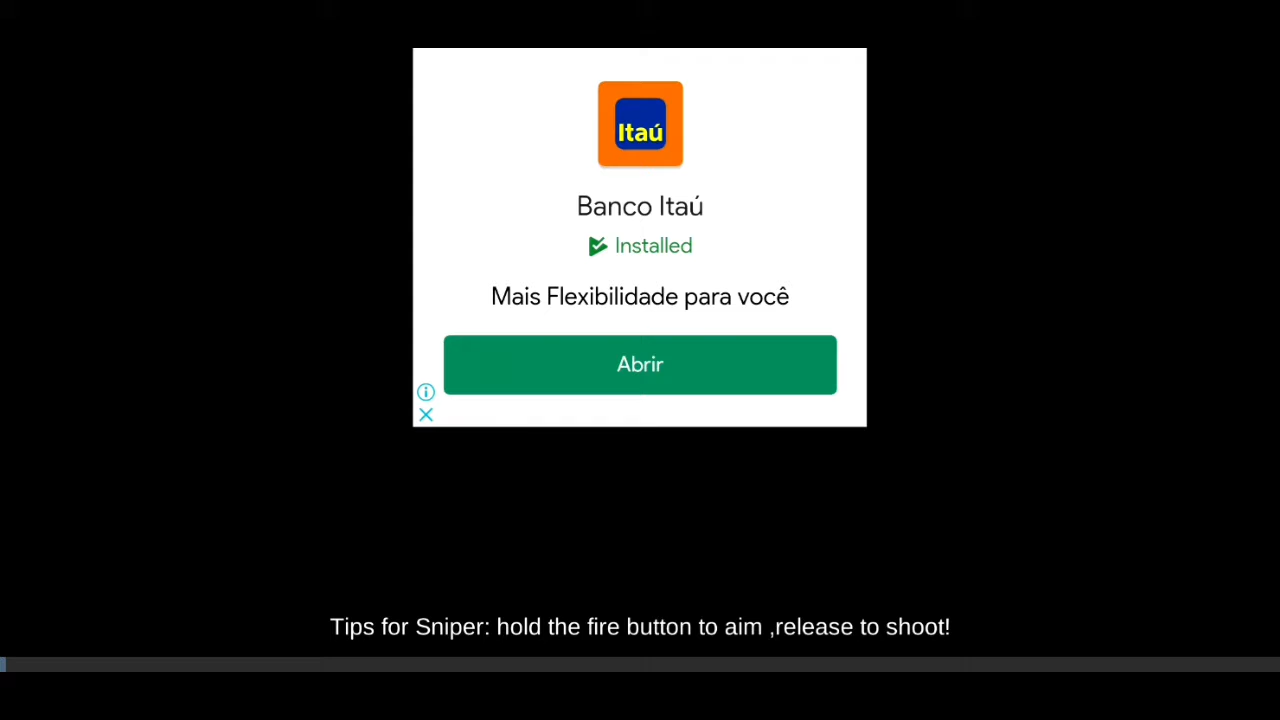 Itaú
Banco Itaú
Installed
Mais Flexibilidade para você
Abrir
Tips for Sniper: hold the fire button to aim ,release to shoot!